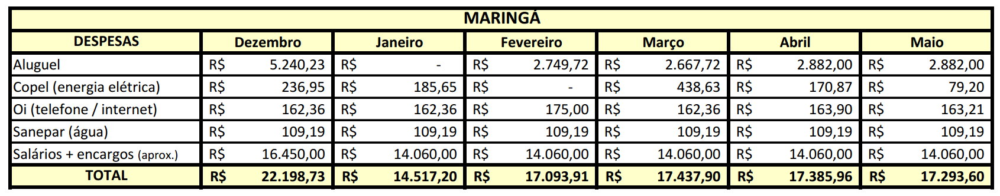 MARINGÁ
DESPESAS Dezembro Janeiro Fevereiro Março Abril Maio
Aluguel R$ 5.240,23 R$ - R$ 2.749,72 R$ 2.667,72 R$ 2.882,00 R$ 2.882,00
Copel (energia elétrica) R$ 236,95 R$ 185,65 R$ - R$ 438,63 R$ 170,87 R$ 79,20
Oi (telefone / internet) R$ 162,36 R$ 162,36 R$ 175,00 R$ 162,36 R$ 163,90 R$ 163,21
Sanepar (água) R$ 109,19 R$ 109,19 R$ 109,19 R$ 109,19 R$ 109,19 R$ 109,19
Salários + encargos (aprox.) R$ 16.450,00 R$ 14.060,00 R$ 14.060,00 R$ 14.060,00 R$ 14.060,00 R$ 14.060,00
TOTAL R$ 22.198,73 R$ 14.517,20 R$ 17.093,91 R$ 17.437,90 R$ 17.385,96 R$ 17.293,60